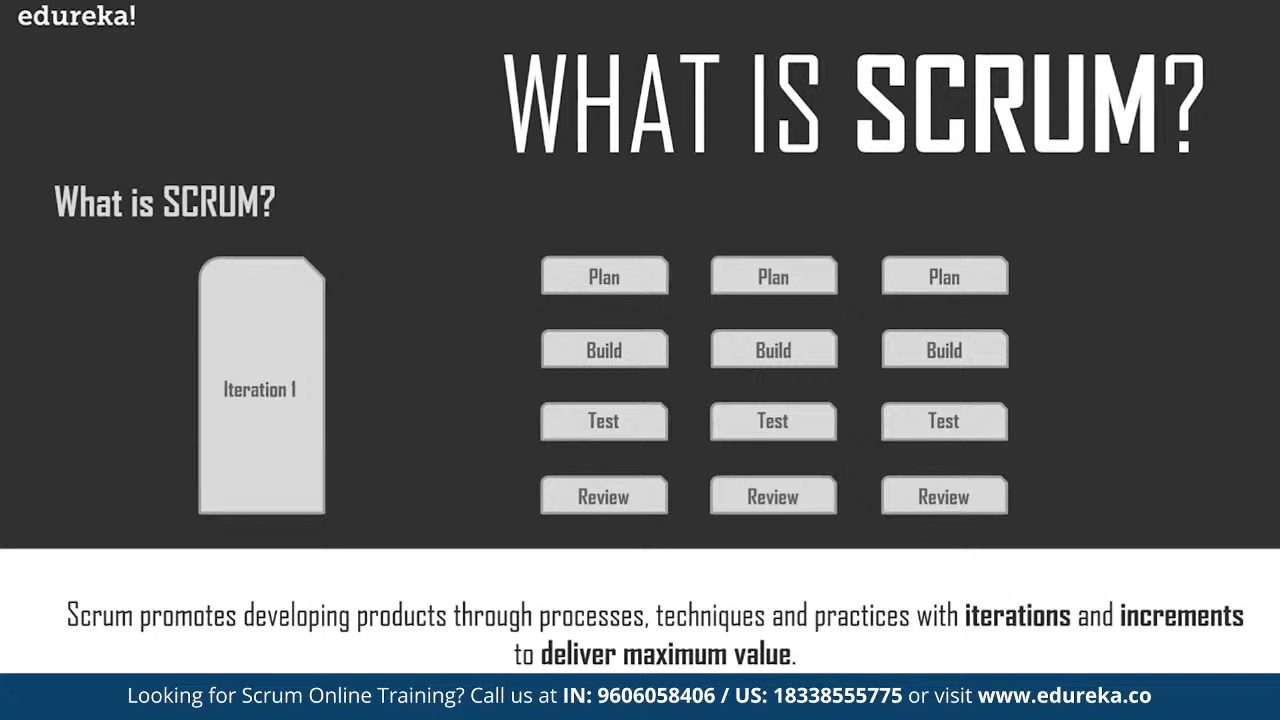 edureka!
WHAT IS SCRUM?
What is SCRUM?
Iteration 1
Plan Plan Plan
Build Build Build
Test Test Test
Review Review Review
Scrum promotes developing products through processes, techniques and practices with iterations and increments
to deliver maximum value.
Looking for Scrum Online Training? Call us at IN: 9606058406 / US: 18338555775 or visit www.edureka.co